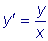 y' = y/x